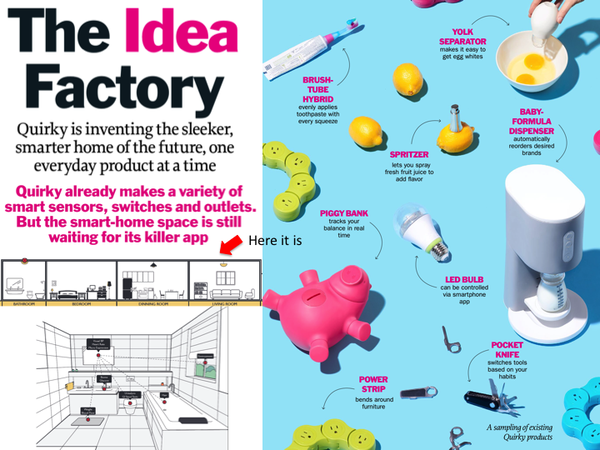 The Idea
Factory
Quirky is inventing the sleeker,
smarter home of the future, one
everyday product at a time
Quirky already makes a variety of
smart sensors, switches and outlets.
But the smart-home space is still
waiting for its killer app
Here it is
BATHROOM
BEDROOM
DINNING ROOM
LIVING ROOM
BRUSH-
TUBE
HYBRID
evenly applies
toothpaste with
every squeeze
YOLK
SEPARATOR
makes it easy to
get egg whites
BABY-
FORMULA
DISPENSER
automatically
reorders desired
brands
SPRITZER
lets you spray
fresh fruit juice to
add flavor
PIGGY BANK
tracks your
balance in real
time
LED BULB
can be controlled
via smartphone
app
POCKET
KNIFE
switches tools
based on your
habits
POWER
STRIP
bends around
furniture
A sampling of existing
Quirky products